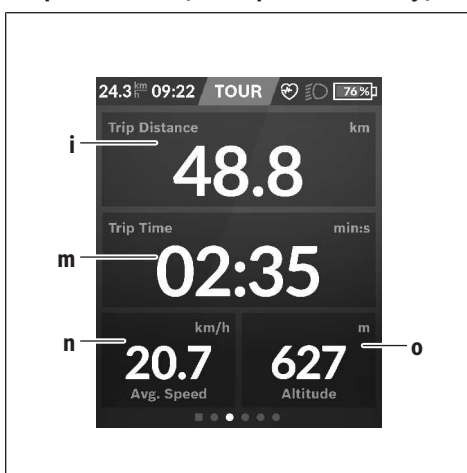 24.3 km/h 09:22 TOUR 76%
Trip Distance km
i
48.8
Trip Time min:s
m
02:35
km/h m
n
o
20.7 627
Avg. Speed Altitude